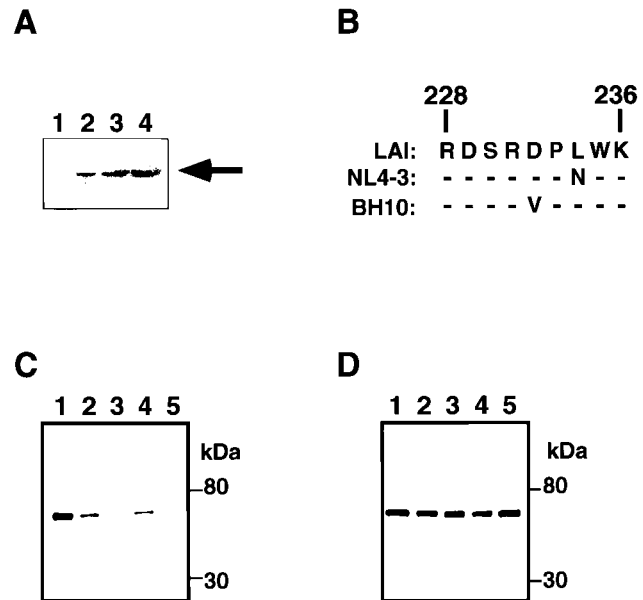 A
1 2 3 4
B
228 236
LAI: R D S R D P L W K
NL4-3: - - - - - - N - -
BH10: - - - - V - - - -
C
1 2 3 4 5
kDa
80
30
D
1 2 3 4 5
kDa
80
30